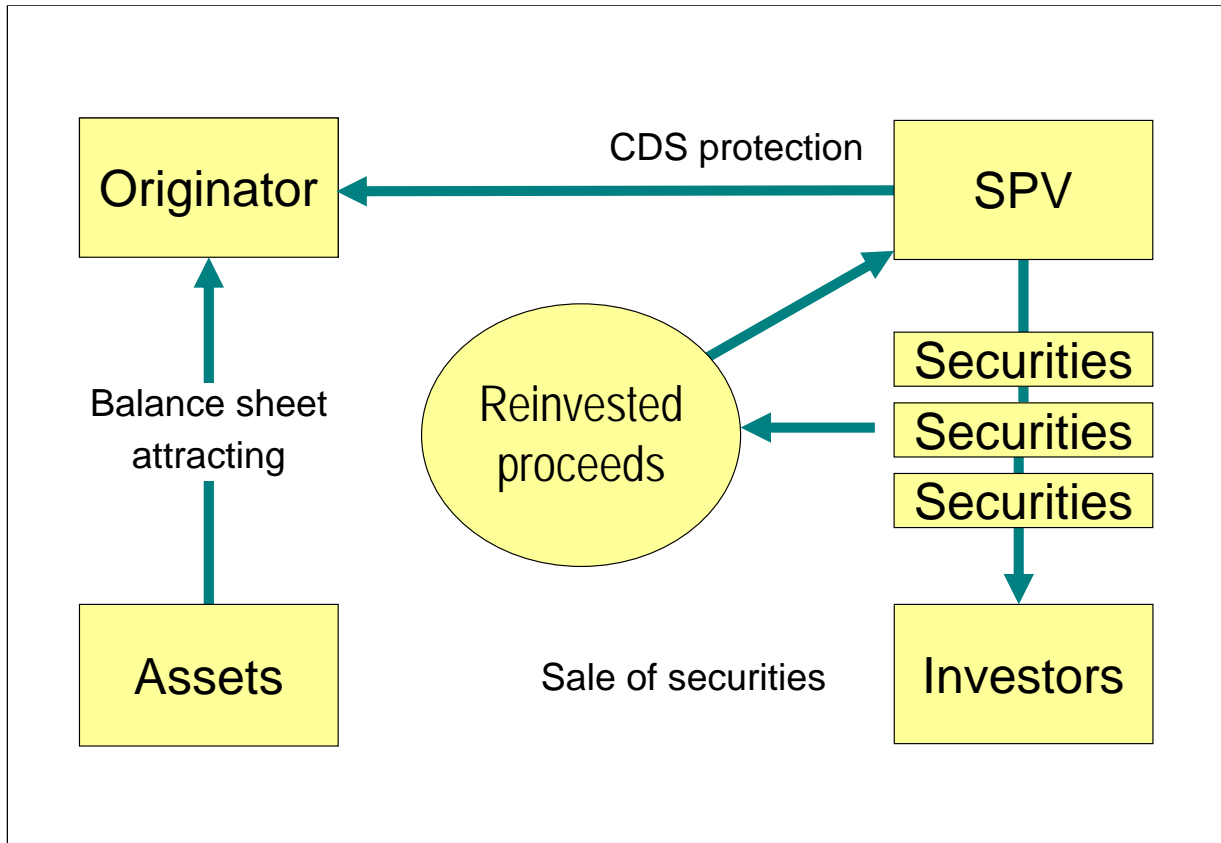 CDS protection
Originator
SPV
Securities
Balance sheet
attracting
Reinvested
proceeds
Securities
Securities
Assets
Sale of securities
Investors